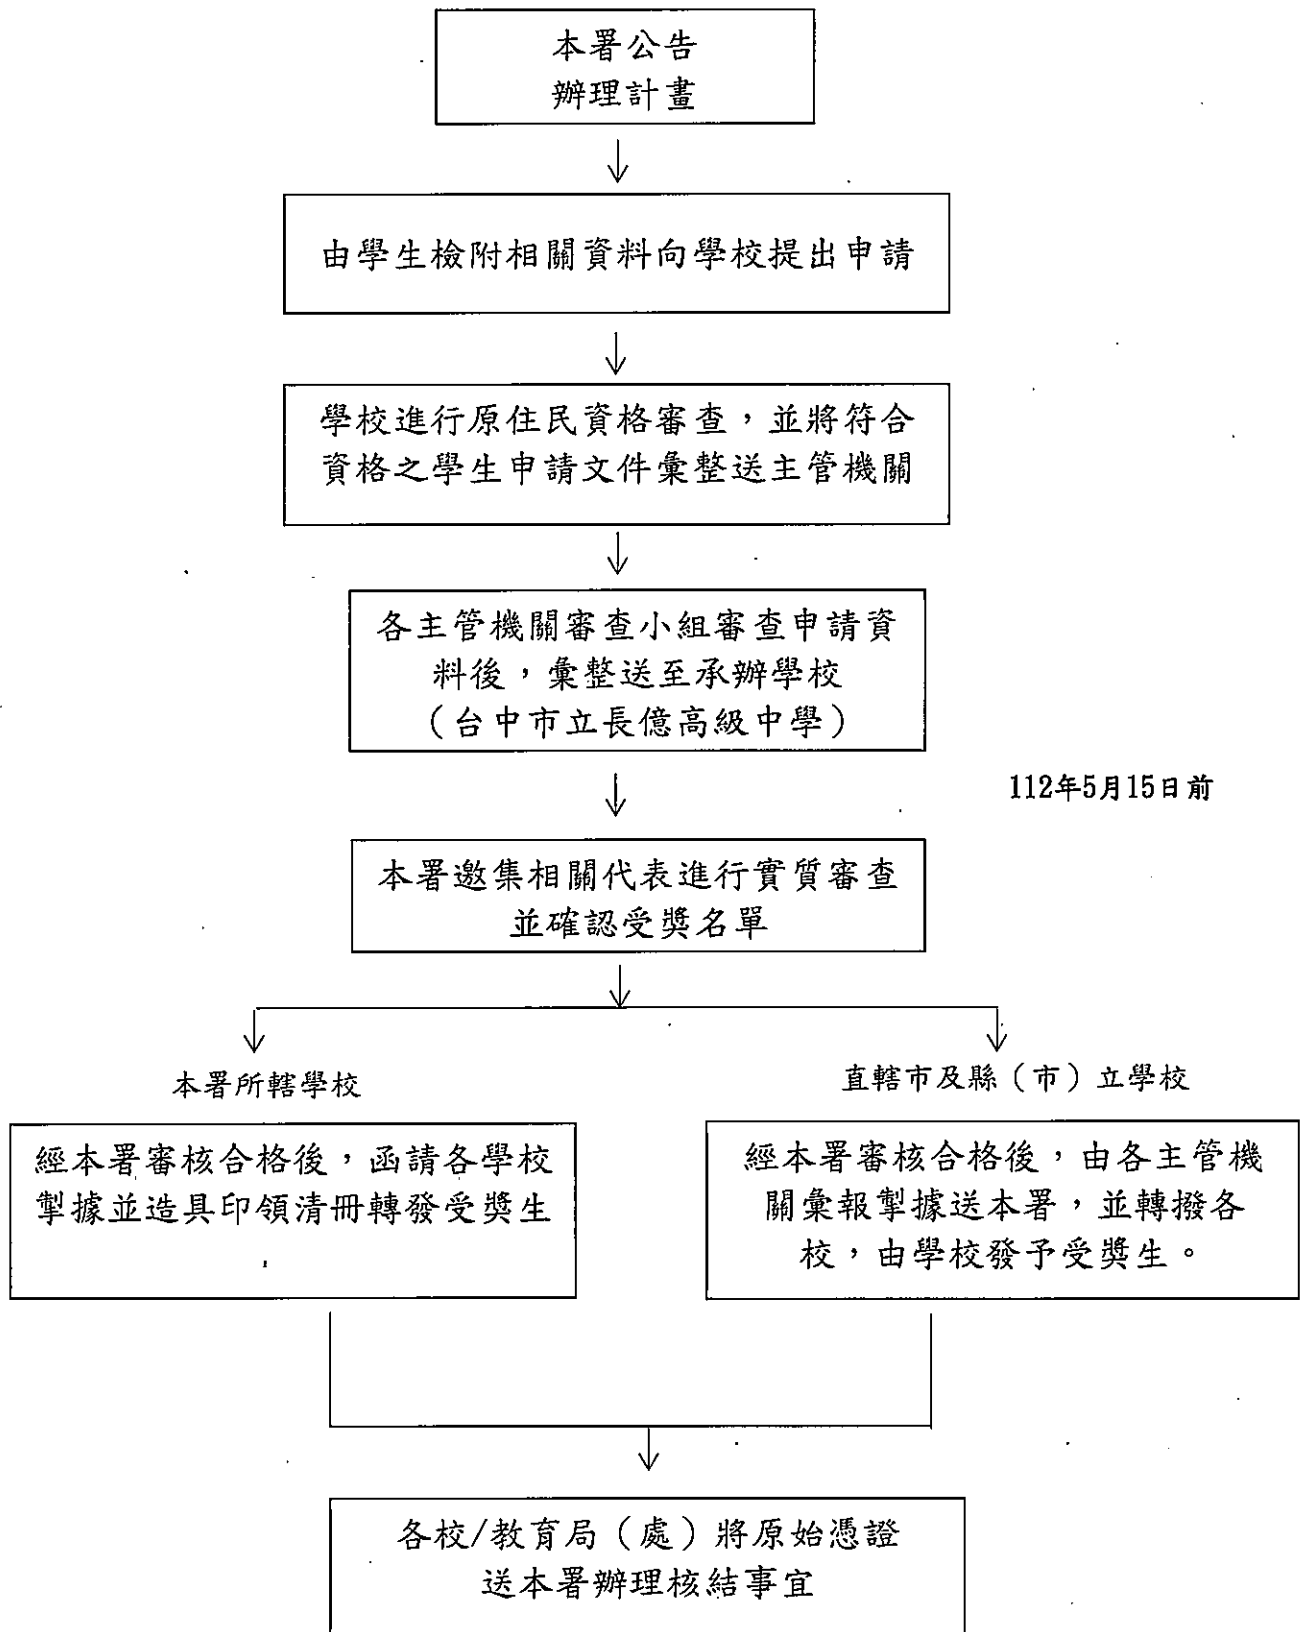 本署公告
辦理計畫
由學生檢附相關資料向學校提出申請
學校進行原住民資格審查，並將符合
資格之學生申請文件彙整送主管機關
各主管機關審查小組審查申請資
料後，彙整送至承辦學校
（台中市立長億高級中學）
112年5月15日前
本署邀集相關代表進行實質審查
並確認受獎名單
本署所轄學校
經本署審核合格後，函請各學校
掣據並造具印領清冊轉發受獎生
直轄市及縣（市）立學校
經本署審核合格後，由各主管機
關彙報掣據送本署，並轉撥各
校，由學校發予受獎生。
各校/教育局（處）將原始憑證
送本署辦理核結事宜